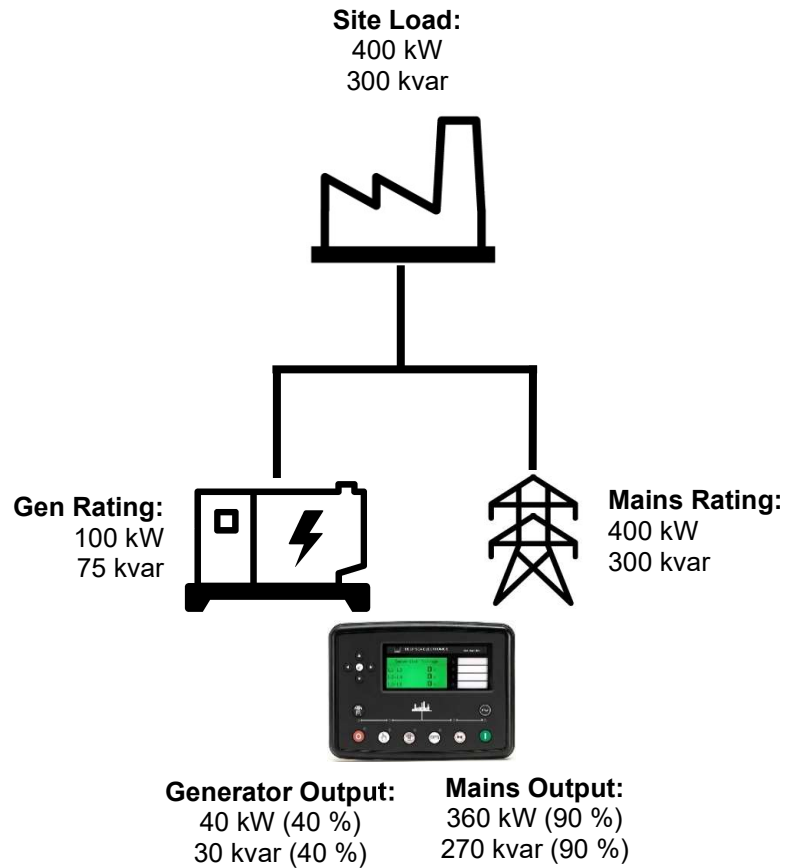 Site Load:
400 kW
300 kvar
Gen Rating:
100 kW
75 kvar
Mains Rating:
400 kW
300 kvar
Generator Output:
40 kW (40 %)
30 kvar (40 %)
Mains Output:
360 kW (90 %)
270 kvar (90 %)